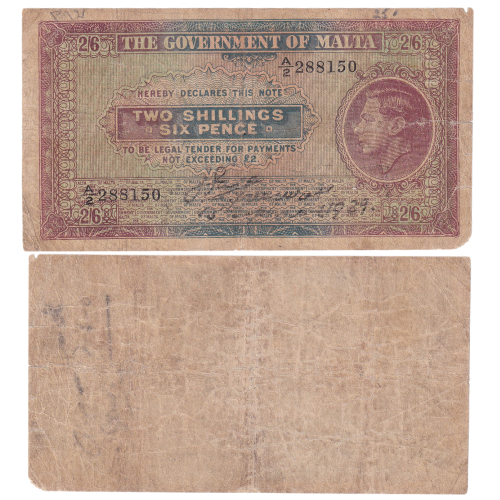 2/6 THE GOVERNMENT OF MALTA 2/6
A/2 288150
HEREBY DECLARES THIS NOTE
TWO SHILLINGS
SIX PENCE
TO BE LEGAL TENDER FOR PAYMENTS
NOT EXCEEDING £2.
A/2 288150
1939.
2/6 2/6